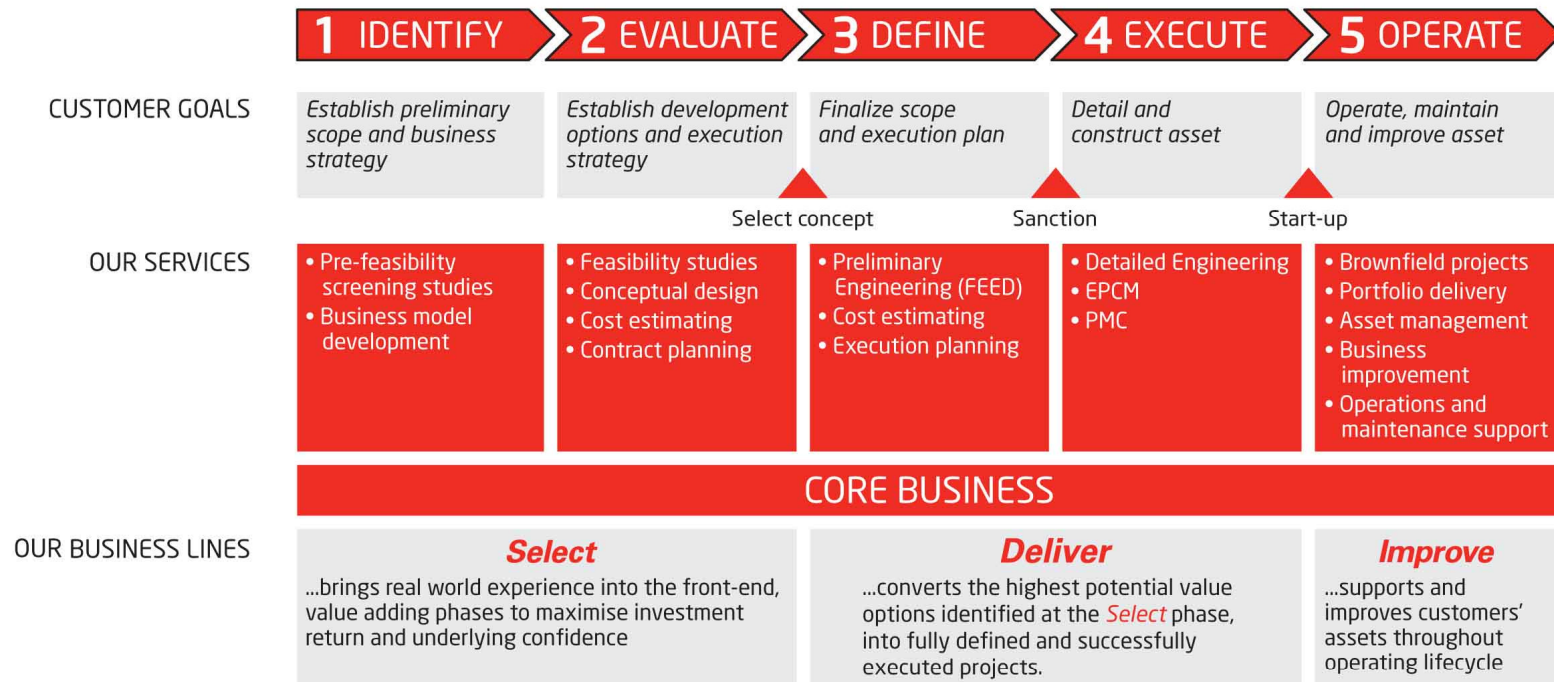 1 IDENTIFY
2 EVALUATE
3 DEFINE
4 EXECUTE
5 OPERATE
CUSTOMER GOALS
Establish preliminary
scope and business
strategy
Establish development
options and execution
strategy
Finalize scope
and execution plan
Detail and
construct asset
Operate, maintain
and improve asset
Select concept
Sanction
Start-up
OUR SERVICES
• Pre-feasibility
screening studies
• Business model
development
• Feasibility studies
• Conceptual design
• Cost estimating
• Contract planning
• Preliminary
Engineering (FEED)
• Cost estimating
• Execution planning
• Detailed Engineering
• EPCM
• PMC
• Brownfield projects
• Portfolio delivery
• Asset management
• Business
improvement
• Operations and
maintenance support
CORE BUSINESS
OUR BUSINESS LINES
Select
...brings real world experience into the front-end,
value adding phases to maximise investment
return and underlying confidence
Deliver
...converts the highest potential value
options identified at the Select phase,
into fully defined and successfully
executed projects.
Improve
...supports and
improves customers'
assets throughout
operating lifecycle